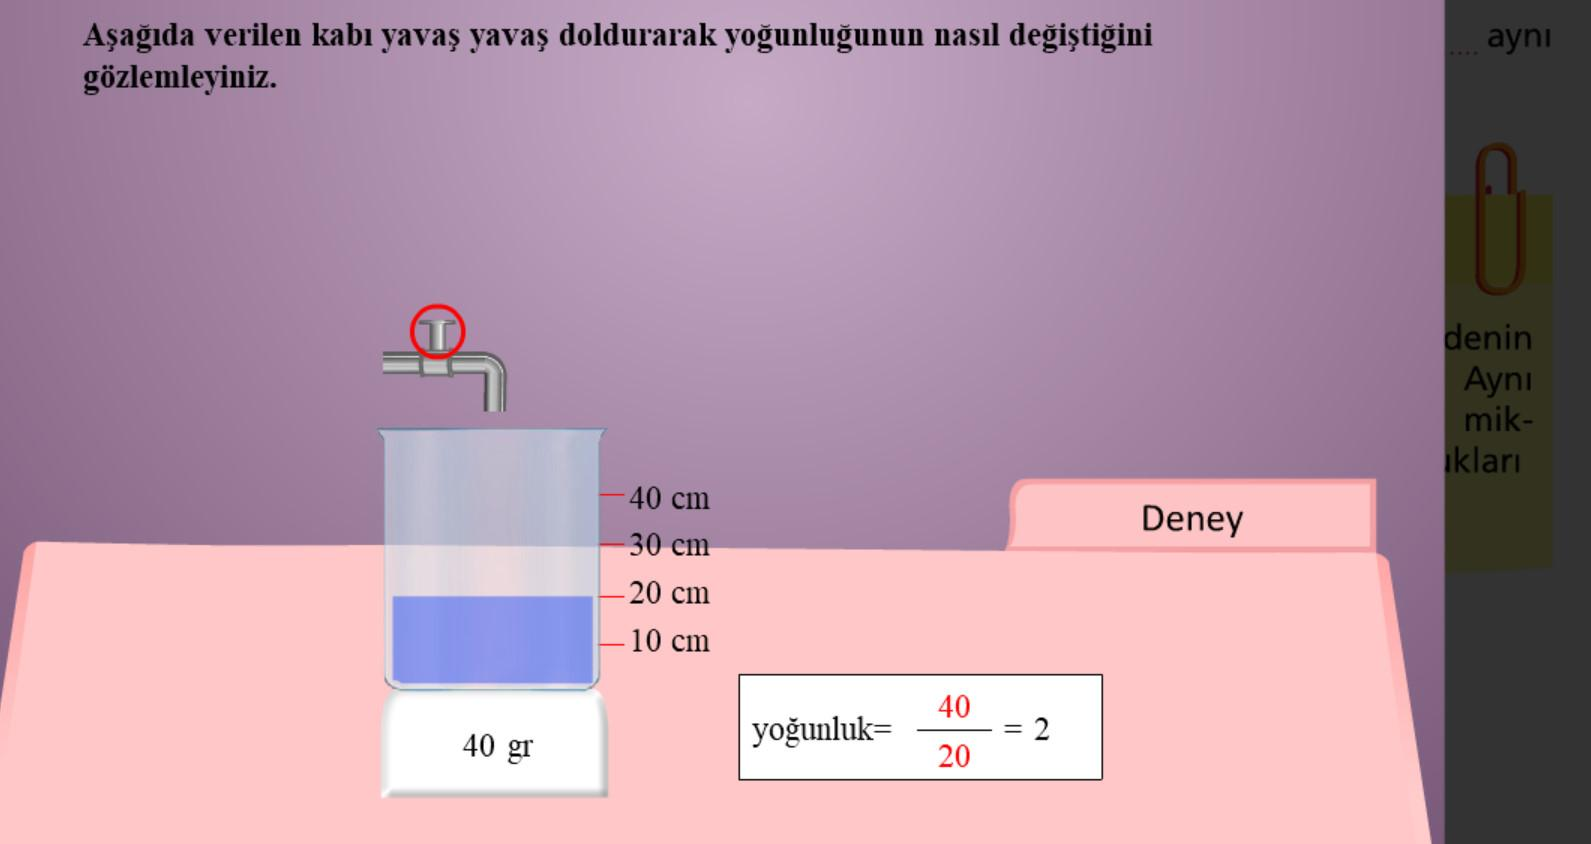 Aşağıda verilen kabı yavaş yavaş doldurarak yoğunluğunun nasıl değiştiğini
gözlemleyiniz.
.... aynı
denin
Aynı
mik-
ukları
40 cm
30 cm
20 cm
10 cm
Deney
40 gr
yoğunluk= 40 / 20 = 2